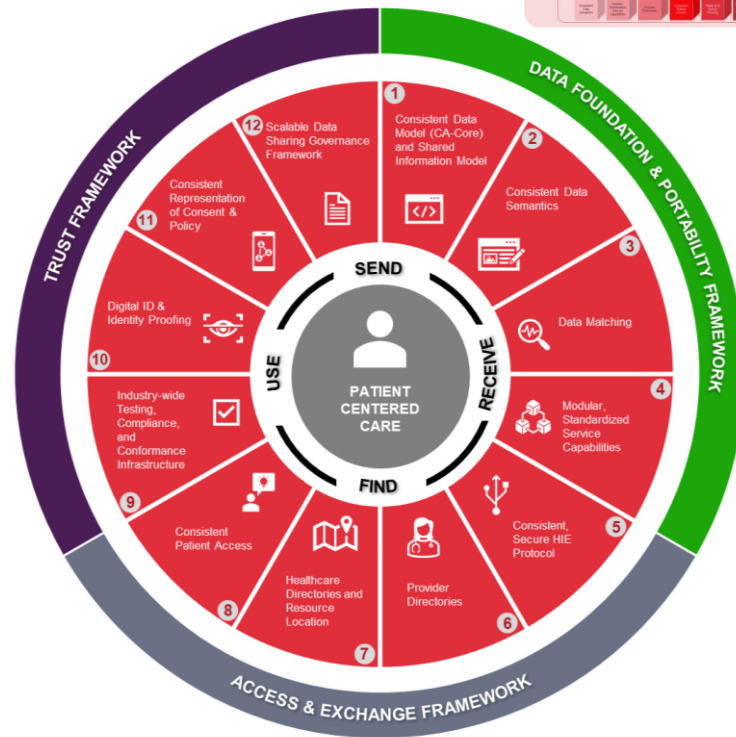 TRUST FRAMEWORK
DATA FOUNDATION & PORTABILITY FRAMEWORK
ACCESS & EXCHANGE FRAMEWORK
1
Consistent Data
Model (CA-Core)
and Shared
Information Model
2
Consistent Data
Semantics
3
Data Matching
4
Modular,
Standardized
Service
Capabilities
5
Consistent,
Secure HIE
Protocol
6
Provider
Directories
7
Healthcare
Directories and
Resource
Location
8
Consistent
Patient Access
9
Industry-wide
Testing,
Compliance,
and
Conformance
Infrastructure
10
Digital ID &
Identity Proofing
11
Consistent
Representation
of Consent &
Policy
12
Scalable Data
Sharing Governance
Framework
</>
SEND
RECEIVE
FIND
USE
PATIENT
CENTERED
CARE